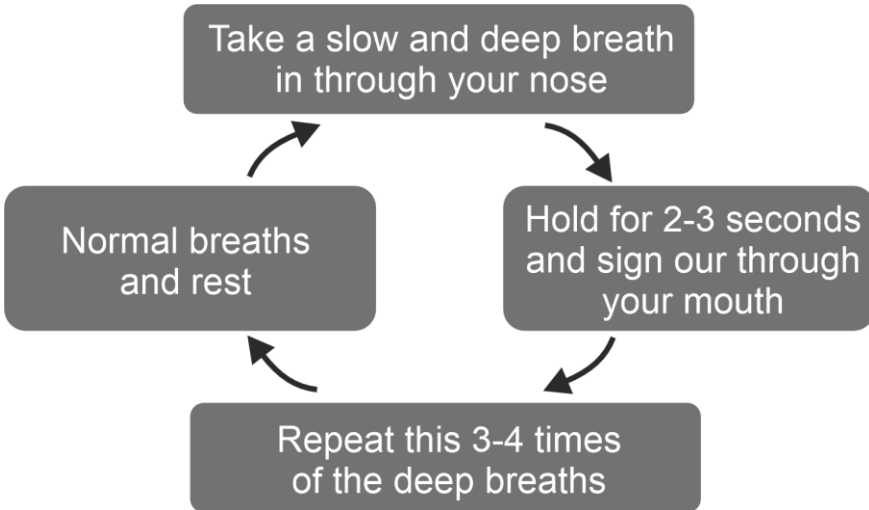 Take a slow and deep breath
in through your nose
Hold for 2-3 seconds
and sign our through
your mouth
Repeat this 3-4 times
of the deep breaths
Normal breaths
and rest